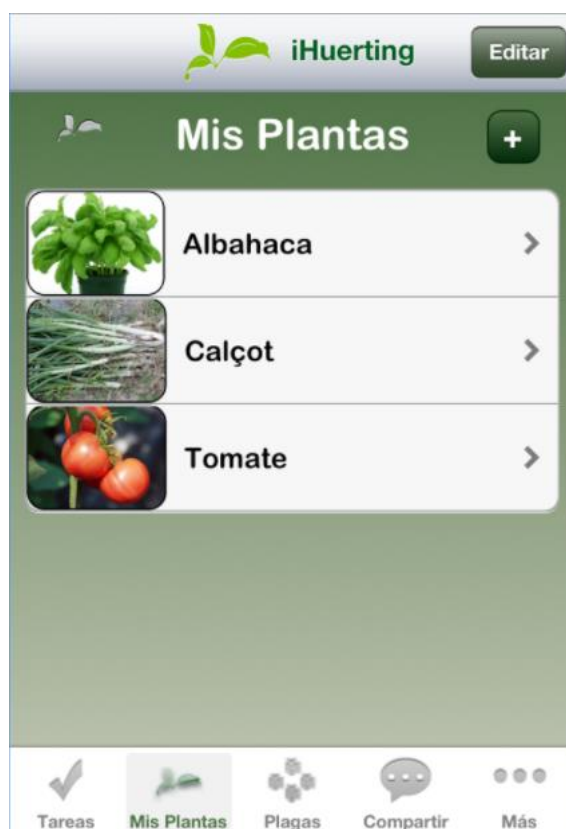 iHuerting
Editar
Mis Plantas
+
Albahaca
Calçot
Tomate
Tareas
Mis Plantas
Plagas
Compartir
Más